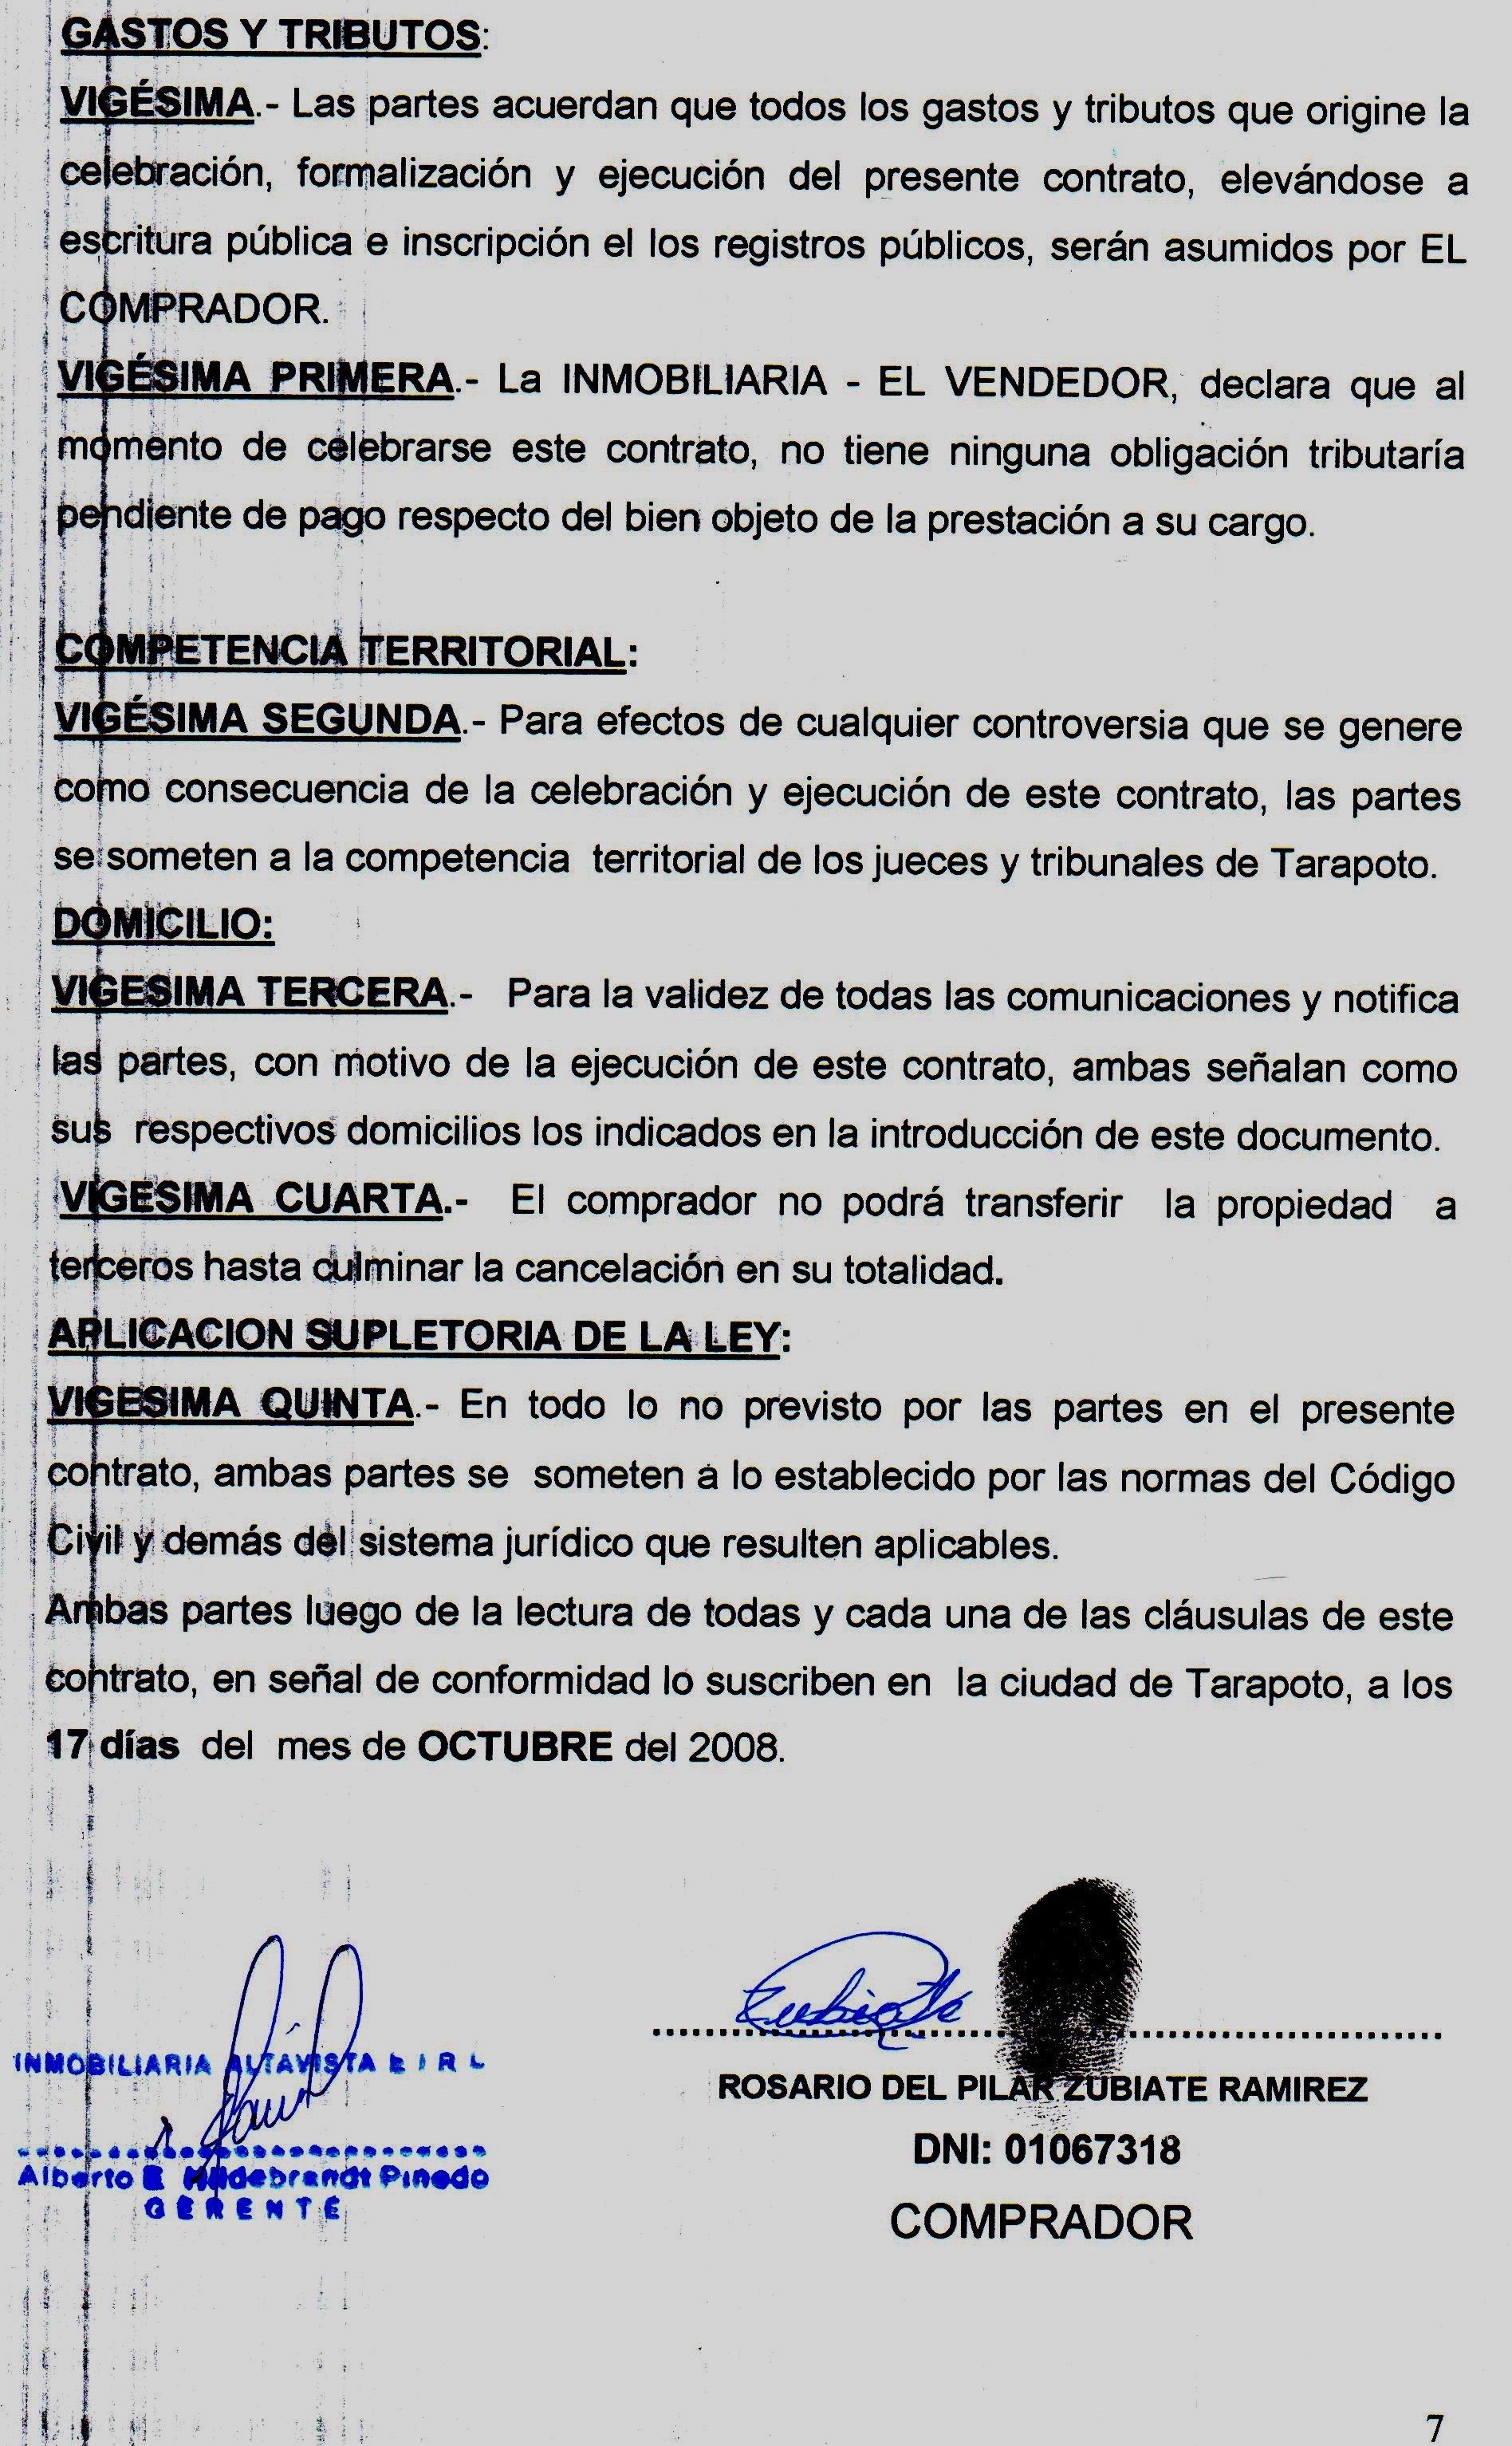 GASTOS Y TRIBUTOS:
VIGÉSIMA.- Las partes acuerdan que todos los gastos y tributos que origine la
celebración, formalización y ejecución del presente contrato, elevándose a
escritura pública e inscripción el los registros públicos, serán asumidos por EL
COMPRADOR.
VIGÉSIMA PRIMERA.- La INMOBILIARIA - EL VENDEDOR, declara que al
momento de celebrarse este contrato, no tiene ninguna obligación tributaría
pendiente de pago respecto del bien objeto de la prestación a su cargo.
COMPETENCIA TERRITORIAL:
VIGÉSIMA SEGUNDA.- Para efectos de cualquier controversia que se genere
como consecuencia de la celebración y ejecución de este contrato, las partes
se someten a la competencia territorial de los jueces y tribunales de Tarapoto.
DOMICILIO:
VIGESIMA TERCERA.- Para la validez de todas las comunicaciones y notifica
las partes, con motivo de la ejecución de este contrato, ambas señalan como
sus respectivos domicilios los indicados en la introducción de este documento.
VIGESIMA CUARTA.- El comprador no podrá transferir la propiedad a
terceros hasta culminar la cancelación en su totalidad.
APLICACION SUPLETORIA DE LA LEY:
VIGESIMA QUINTA.- En todo lo no previsto por las partes en el presente
contrato, ambas partes se someten a lo establecido por las normas del Código
Civil y demás del sistema jurídico que resulten aplicables.
Ambas partes luego de la lectura de todas y cada una de las cláusulas de este
contrato, en señal de conformidad lo suscriben en la ciudad de Tarapoto, a los
17 días del mes de OCTUBRE del 2008.
INMOBILIARIA ALTAVISTA E I R L
Alberto E Hildebrandt Pinedo
GERENTE
Zubiate
ROSARIO DEL PILAR ZUBIATE RAMIREZ
DNI: 01067318
COMPRADOR
7